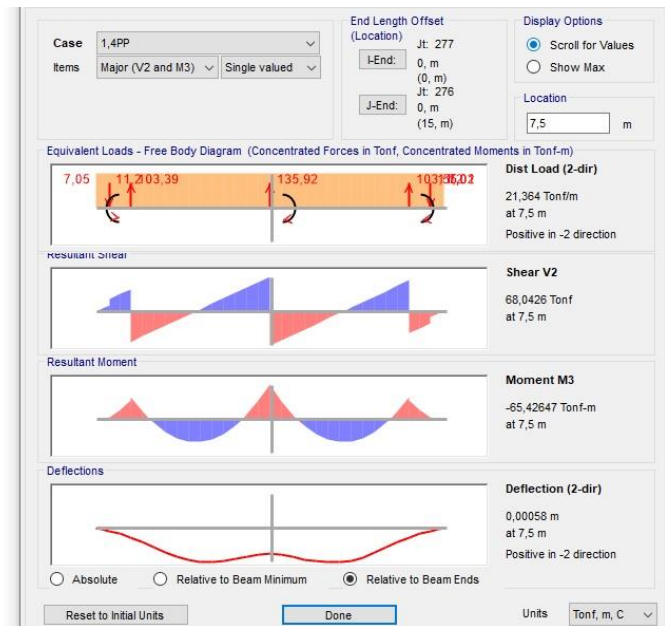 Case 1,4PP
Items Major (V2 and M3) Single valued
End Length Offset
(Location)
Jt: 277
I-End: 0, m
(0, m)
Jt: 276
J-End: 0, m
(15, m)
Display Options
Scroll for Values
Show Max
Location
7,5 m
Equivalent Loads - Free Body Diagram (Concentrated Forces in Tonf, Concentrated Moments in Tonf-m)
7,05 103,39 135,92
Dist Load (2-dir)
21,364 Tonf/m
at 7,5 m
Positive in -2 direction
Resultant Shear
Shear V2
68,0426 Tonf
at 7,5 m
Resultant Moment
Moment M3
-65,42647 Tonf-m
at 7,5 m
Deflections
Deflection (2-dir)
0,00058 m
at 7,5 m
Positive in -2 direction
Absolute Relative to Beam Minimum Relative to Beam Ends
Reset to Initial Units Done Units Tonf, m, C